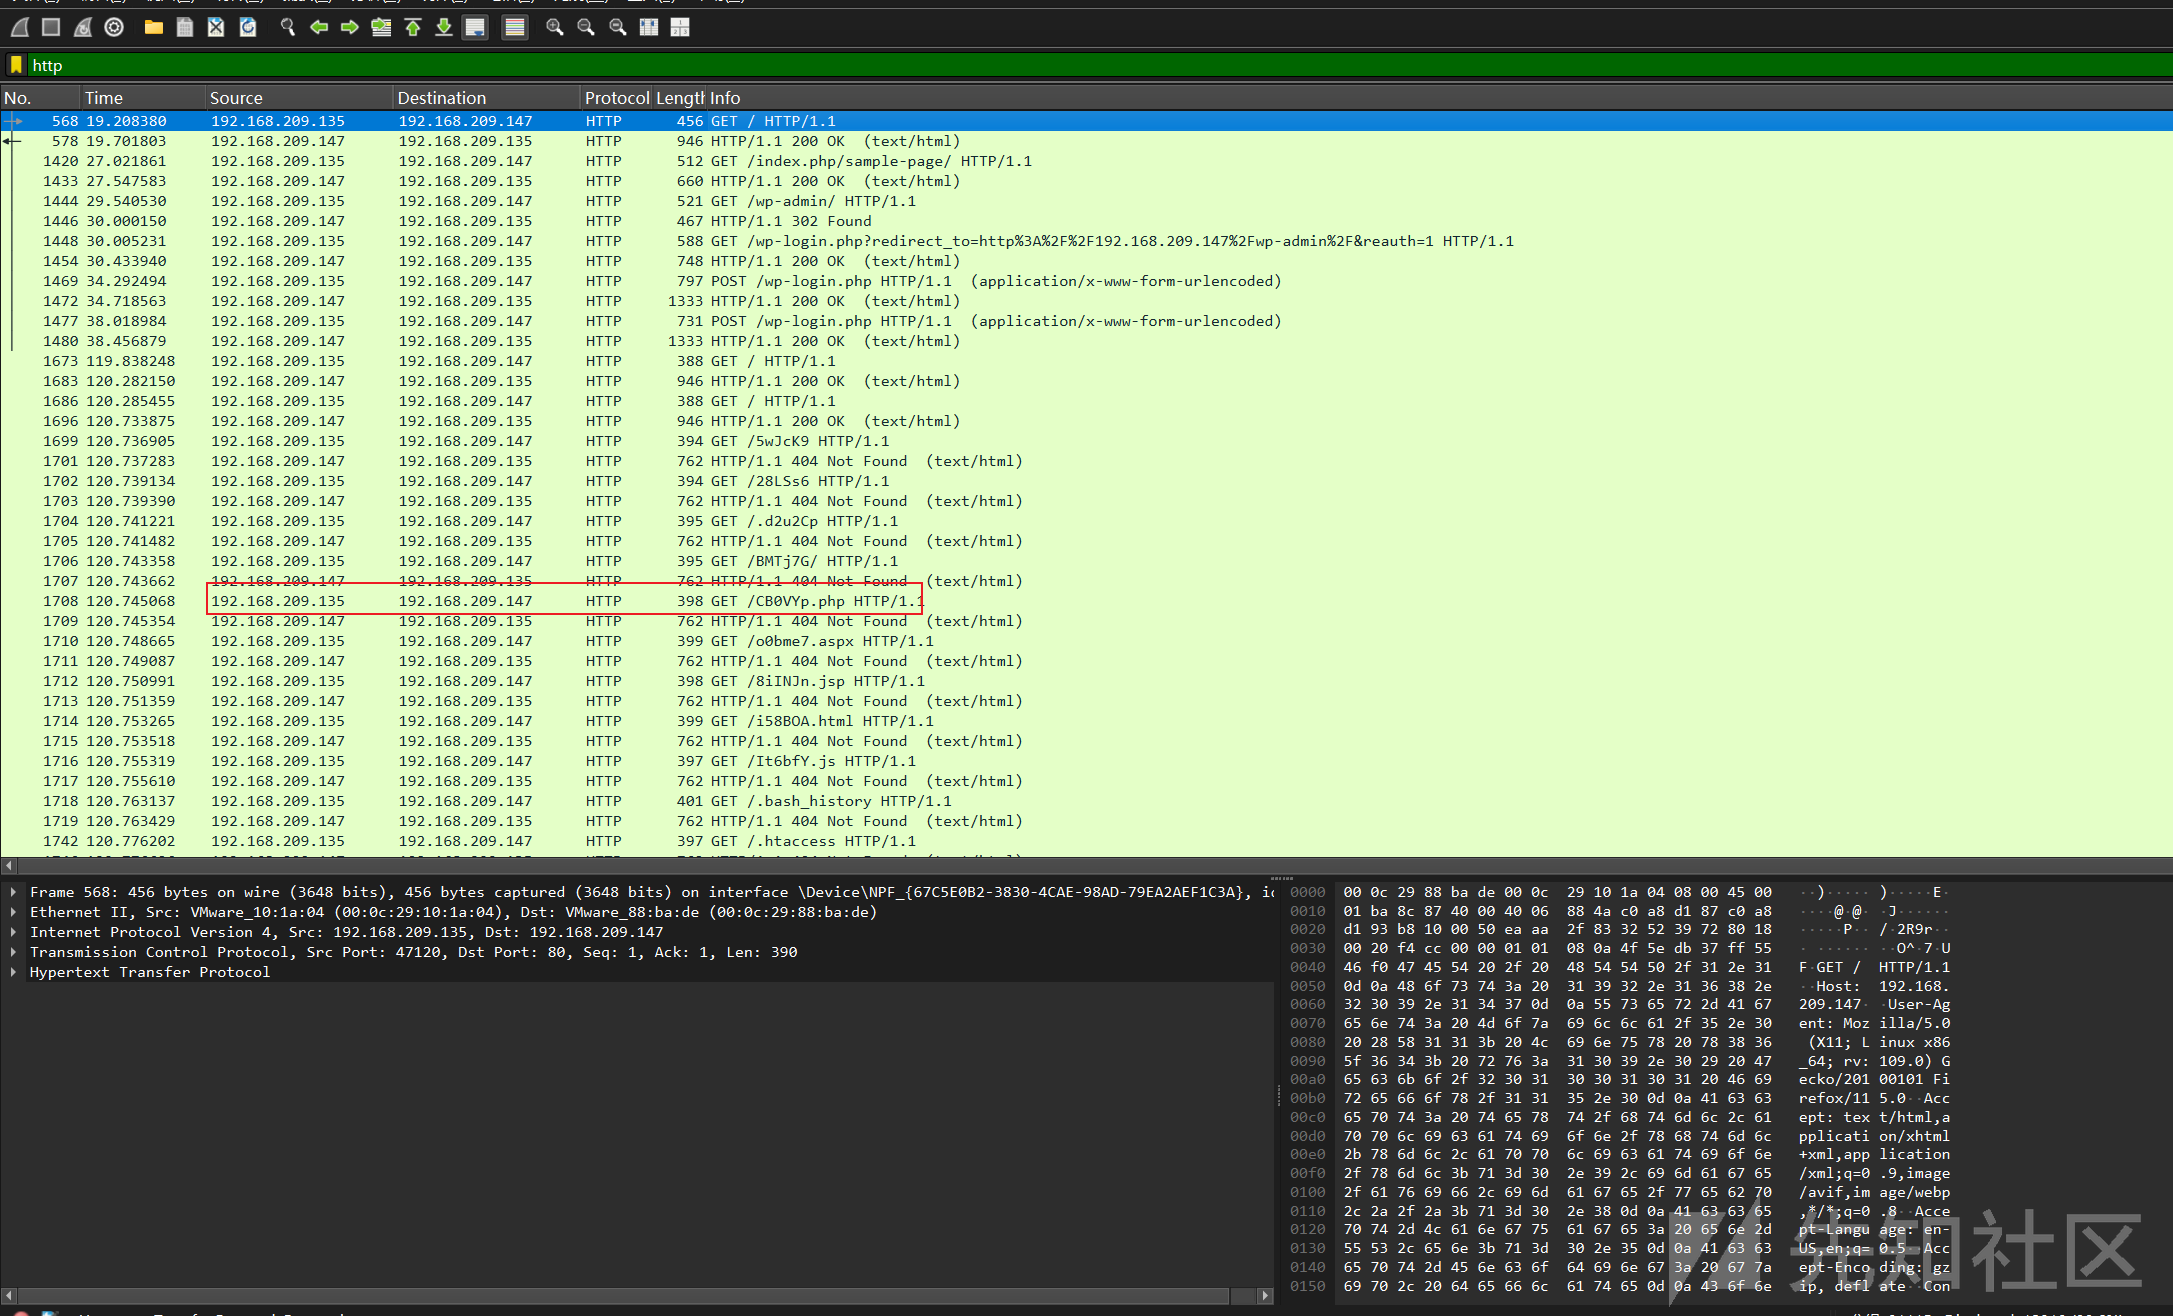 http
No. Time Source Destination Protocol Length Info
568 19.208380 192.168.209.135 192.168.209.147 HTTP 456 GET / HTTP/1.1
578 19.701803 192.168.209.147 192.168.209.135 HTTP 946 HTTP/1.1 200 OK (text/html)
1420 27.021861 192.168.209.135 192.168.209.147 HTTP 512 GET /index.php/sample-page/ HTTP/1.1
1433 27.547583 192.168.209.147 192.168.209.135 HTTP 660 HTTP/1.1 200 OK (text/html)
1444 29.540530 192.168.209.135 192.168.209.147 HTTP 521 GET /wp-admin/ HTTP/1.1
1446 30.000150 192.168.209.147 192.168.209.135 HTTP 467 HTTP/1.1 302 Found
1448 30.005231 192.168.209.135 192.168.209.147 HTTP 588 GET /wp-login.php?redirect_to=http%3A%2F%2F192.168.209.147%2Fwp-admin%2F&reauth=1 HTTP/1.1
1454 30.433940 192.168.209.147 192.168.209.135 HTTP 748 HTTP/1.1 200 OK (text/html)
1469 34.292494 192.168.209.135 192.168.209.147 HTTP 797 POST /wp-login.php HTTP/1.1 (application/x-www-form-urlencoded)
1472 34.718563 192.168.209.147 192.168.209.135 HTTP 1333 HTTP/1.1 200 OK (text/html)
1477 38.018984 192.168.209.135 192.168.209.147 HTTP 731 POST /wp-login.php HTTP/1.1 (application/x-www-form-urlencoded)
1480 38.456879 192.168.209.147 192.168.209.135 HTTP 1333 HTTP/1.1 200 OK (text/html)
1673 119.838248 192.168.209.135 192.168.209.147 HTTP 388 GET / HTTP/1.1
1683 120.282150 192.168.209.147 192.168.209.135 HTTP 946 HTTP/1.1 200 OK (text/html)
1686 120.285455 192.168.209.135 192.168.209.147 HTTP 388 GET / HTTP/1.1
1696 120.733875 192.168.209.147 192.168.209.135 HTTP 946 HTTP/1.1 200 OK (text/html)
1699 120.736905 192.168.209.135 192.168.209.147 HTTP 394 GET /5wJcK9 HTTP/1.1
1701 120.737283 192.168.209.147 192.168.209.135 HTTP 762 HTTP/1.1 404 Not Found (text/html)
1702 120.739134 192.168.209.135 192.168.209.147 HTTP 394 GET /28LSs6 HTTP/1.1
1703 120.739390 192.168.209.147 192.168.209.135 HTTP 762 HTTP/1.1 404 Not Found (text/html)
1704 120.741221 192.168.209.135 192.168.209.147 HTTP 395 GET /.d2u2Cp HTTP/1.1
1705 120.741482 192.168.209.147 192.168.209.135 HTTP 762 HTTP/1.1 404 Not Found (text/html)
1706 120.743358 192.168.209.135 192.168.209.147 HTTP 395 GET /BMTj7G/ HTTP/1.1
1707 120.743662 192.168.209.147 192.168.209.135 HTTP 762 HTTP/1.1 404 Not Found (text/html)
1708 120.745068 192.168.209.135 192.168.209.147 HTTP 398 GET /CB0VYp.php HTTP/1.1
1709 120.745354 192.168.209.147 192.168.209.135 HTTP 762 HTTP/1.1 404 Not Found (text/html)
1710 120.748665 192.168.209.135 192.168.209.147 HTTP 399 GET /o0bme7.aspx HTTP/1.1
1711 120.749087 192.168.209.147 192.168.209.135 HTTP 762 HTTP/1.1 404 Not Found (text/html)
1712 120.750991 192.168.209.135 192.168.209.147 HTTP 398 GET /8iINJn.jsp HTTP/1.1
1713 120.751359 192.168.209.147 192.168.209.135 HTTP 762 HTTP/1.1 404 Not Found (text/html)
1714 120.753265 192.168.209.135 192.168.209.147 HTTP 399 GET /i58BOA.html HTTP/1.1
1715 120.753518 192.168.209.147 192.168.209.135 HTTP 762 HTTP/1.1 404 Not Found (text/html)
1716 120.755319 192.168.209.135 192.168.209.147 HTTP 397 GET /It6bfY.js HTTP/1.1
1717 120.755610 192.168.209.147 192.168.209.135 HTTP 762 HTTP/1.1 404 Not Found (text/html)
1718 120.763137 192.168.209.135 192.168.209.147 HTTP 401 GET /.bash_history HTTP/1.1
1719 120.763429 192.168.209.147 192.168.209.135 HTTP 762 HTTP/1.1 404 Not Found (text/html)
1742 120.776202 192.168.209.135 192.168.209.147 HTTP 397 GET /.htaccess HTTP/1.1
Frame 568: 456 bytes on wire (3648 bits), 456 bytes captured (3648 bits) on interface \Device\NPF_{67C5E0B2-3830-4CAE-98AD-79EA2AEF1C3A},
Ethernet II, Src: VMware_10:1a:04 (00:0c:29:10:1a:04), Dst: VMware_88:ba:de (00:0c:29:88:ba:de)
Internet Protocol Version 4, Src: 192.168.209.135, Dst: 192.168.209.147
Transmission Control Protocol, Src Port: 47120, Dst Port: 80, Seq: 1, Ack: 1, Len: 390
Hypertext Transfer Protocol
0000 00 0c 29 88 ba de 00 0c 29 10 1a 04 08 00 45 00 ··)····· )·····E·
0010 01 ba 8c 87 40 00 40 06 88 4a c0 a8 d1 87 c0 a8 ····@·@· ·J······
0020 d1 93 b8 10 00 50 ea aa 2f 83 32 52 39 72 80 18 ·····P·· /·2R9r··
0030 00 20 f4 cc 00 00 01 01 08 0a 4f 5e db 37 ff 55 · ······ ··O^·7·U
0040 46 f0 47 45 54 20 2f 20 48 54 54 50 2f 31 2e 31 F·GET / HTTP/1.1
0050 0d 0a 48 6f 73 74 3a 20 31 39 32 2e 31 36 38 2e ··Host: 192.168.
0060 32 30 39 2e 31 34 37 0d 0a 55 73 65 72 2d 41 67 209.147· ·User-Ag
0070 65 6e 74 3a 20 4d 6f 7a 69 6c 6c 61 2f 35 2e 30 ent: Moz illa/5.0
0080 20 28 58 31 31 3b 20 4c 69 6e 75 78 20 78 38 36 (X11; L inux x86
0090 5f 36 34 3b 20 72 76 3a 31 30 39 2e 30 29 20 47 _64; rv: 109.0) G
00a0 65 63 6b 6f 2f 32 30 31 30 30 31 30 31 20 46 69 ecko/201 00101 Fi
00b0 72 65 66 6f 78 2f 31 31 35 2e 30 0d 0a 41 63 63 refox/11 5.0··Acc
00c0 65 70 74 3a 20 74 65 78 74 2f 68 74 6d 6c 2c 61 ept: tex t/html,a
00d0 70 70 6c 69 63 61 74 69 6f 6e 2f 78 68 74 6d 6c pplicati on/xhtml
00e0 2b 78 6d 6c 2c 61 70 70 6c 69 63 61 74 69 6f 6e +xml,app lication
00f0 2f 78 6d 6c 3b 71 3d 30 2e 39 2c 69 6d 61 67 65 /xml;q=0 .9,image
0100 2f 61 76 69 66 2c 69 6d 61 67 65 2f 77 65 62 70 /avif,im age/webp
0110 2c 2a 2f 2a 3b 71 3d 30 2e 38 0d 0a 41 63 63 65 ,*/*;q=0 .8··Acce
0120 70 74 2d 4c 61 6e 67 75 61 67 65 3a 20 65 6e 2d pt-Langu age: en-
0130 55 53 2c 65 6e 3b 71 3d 30 2e 35 0d 0a 41 63 63 US,en;q= 0.5··Acc
0140 65 70 74 2d 45 6e 63 6f 64 69 6e 67 3a 20 67 7a ept-Enco ding: gz
0150 69 70 2c 20 64 65 66 6c 61 74 65 0d 0a 43 6f 6e ip, defl ate··Con
先知社区